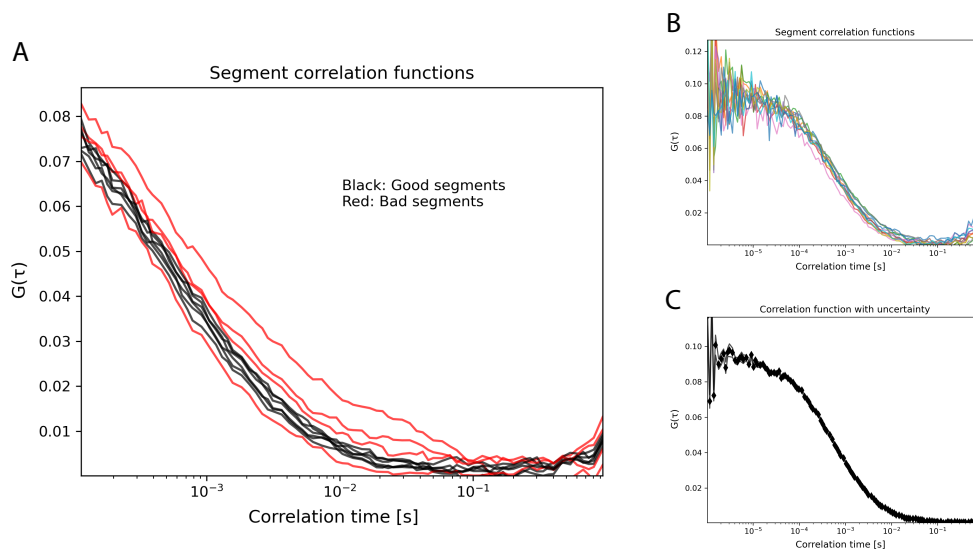 A
Segment correlation functions
G(τ)
0.08
0.07
0.06
0.05
0.04
0.03
0.02
0.01
Black: Good segments
Red: Bad segments
10⁻³
10⁻²
10⁻¹
Correlation time [s]
B
Segment correlation functions
G(τ)
0.12
0.10
0.08
0.06
0.04
0.02
10⁻⁵
10⁻⁴
10⁻³
10⁻²
10⁻¹
Correlation time [s]
C
Correlation function with uncertainty
G(τ)
0.10
0.08
0.06
0.04
0.02
10⁻⁵
10⁻⁴
10⁻³
10⁻²
10⁻¹
Correlation time [s]